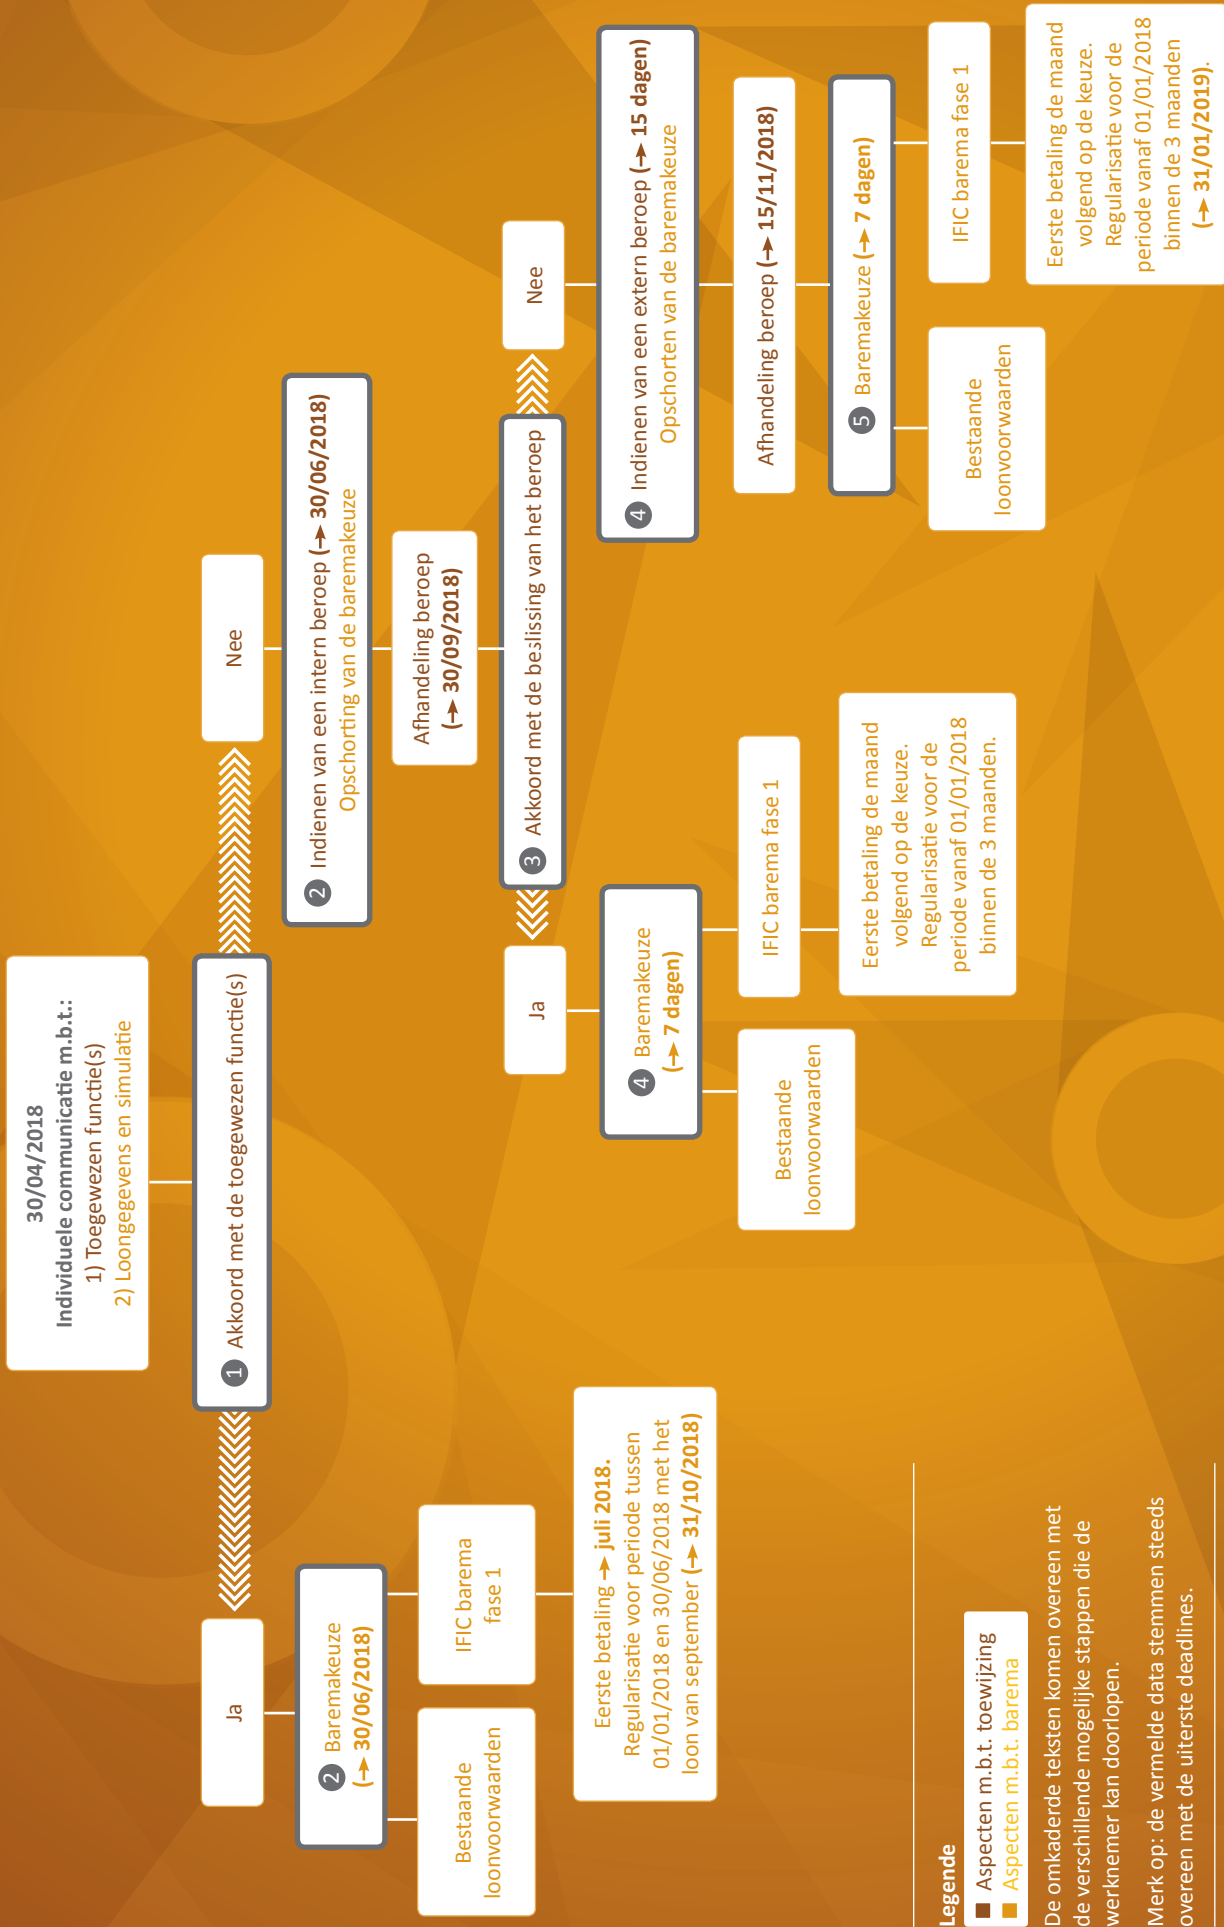 30/04/2018
Individuele communicatie m.b.t.:
1) Toegewezen functie(s)
2) Loongegevens en simulatie
1 Akkoord met de toegewezen functie(s)
Ja
2 Baremakeuze
(→ 30/06/2018)
Bestaande
loonvoorwaarden
IFIC barema
fase 1
Eerste betaling → juli 2018.
Regularisatie voor periode tussen
01/01/2018 en 30/06/2018 met het
loon van september (→ 31/10/2018)
Nee
2 Indienen van een intern beroep (→ 30/06/2018)
Opschorting van de baremakeuze
Afhandeling beroep
(→ 30/09/2018)
3 Akkoord met de beslissing van het beroep
Ja
4 Baremakeuze
(→ 7 dagen)
Bestaande
loonvoorwaarden
IFIC barema fase 1
Eerste betaling de maand
volgend op de keuze.
Regularisatie voor de
periode vanaf 01/01/2018
binnen de 3 maanden.
Nee
4 Indienen van een extern beroep (→ 15 dagen)
Opschorten van de baremakeuze
Afhandeling beroep (→ 15/11/2018)
5 Baremakeuze (→ 7 dagen)
Bestaande
loonvoorwaarden
IFIC barema fase 1
Eerste betaling de maand
volgend op de keuze.
Regularisatie voor de
periode vanaf 01/01/2018
binnen de 3 maanden
(→ 31/01/2019).
Legende
Aspecten m.b.t. toewijzing
Aspecten m.b.t. barema
De omkaderde teksten komen overeen met
de verschillende mogelijke stappen die de
werknemer kan doorlopen.
Merk op: de vermelde data stemmen steeds
overeen met de uiterste deadlines.